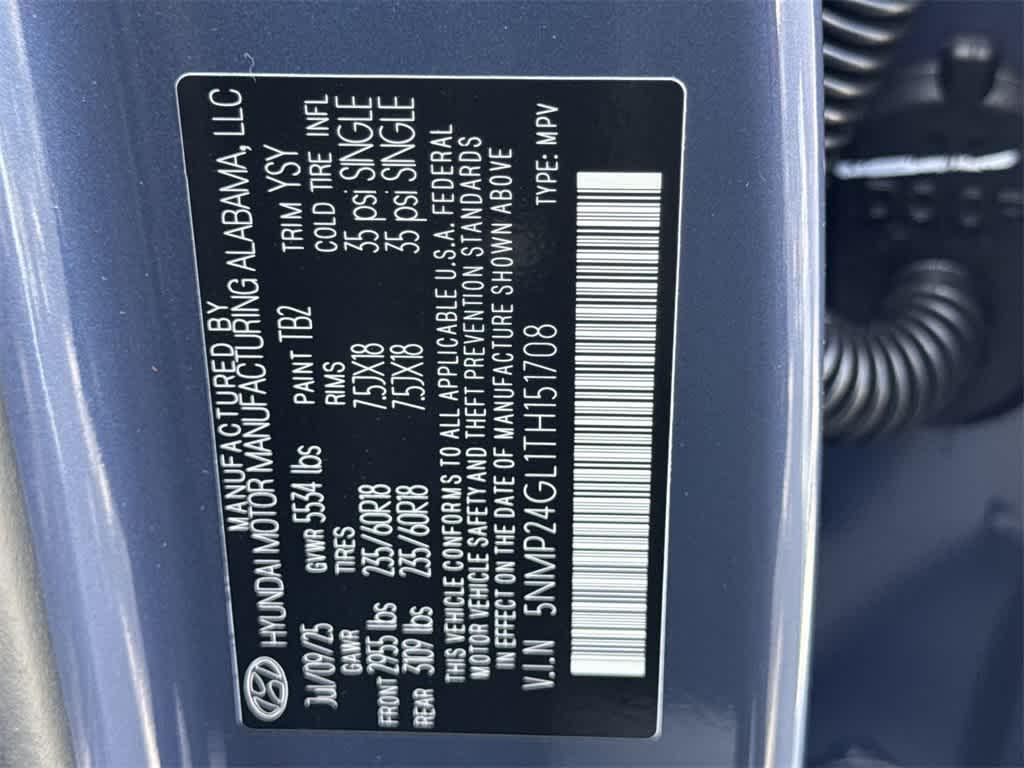 MANUFACTURED BY
HYUNDAI MOTOR MANUFACTURING ALABAMA, LLC
JUL/09/25 GVWR 5534 lbs PAINT TB2 TRIM YSY
GAWR TIRES RIMS COLD TIRE INFL
FRONT 2955 lbs 235/60R18 7.5JX18 35 psi SINGLE
REAR 3109 lbs 235/60R18 7.5JX18 35 psi SINGLE
THIS VEHICLE CONFORMS TO ALL APPLICABLE U.S.A. FEDERAL
MOTOR VEHICLE SAFETY AND THEFT PREVENTION STANDARDS
IN EFFECT ON THE DATE OF MANUFACTURE SHOWN ABOVE
V.I.N 5NMP24GL1TH151708 TYPE: MPV